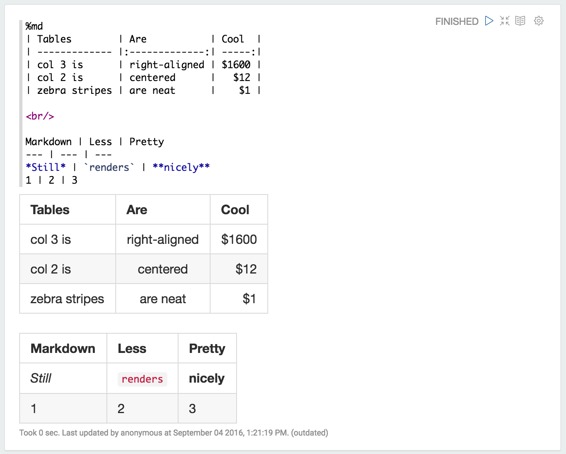 FINISHED
%md
| Tables        | Are           | Cool  |
| ------------- |:-------------:| -----:|
| col 3 is      | right-aligned | $1600 |
| col 2 is      | centered      |   $12 |
| zebra stripes | are neat      |    $1 |
<br/>
Markdown | Less | Pretty
--- | --- | ---
*Still* | `renders` | **nicely**
1 | 2 | 3
Tables Are Cool
col 3 is right-aligned $1600
col 2 is centered $12
zebra stripes are neat $1
Markdown Less Pretty
Still renders nicely
1 2 3
Took 0 sec. Last updated by anonymous at September 04 2016, 1:21:19 PM. (outdated)